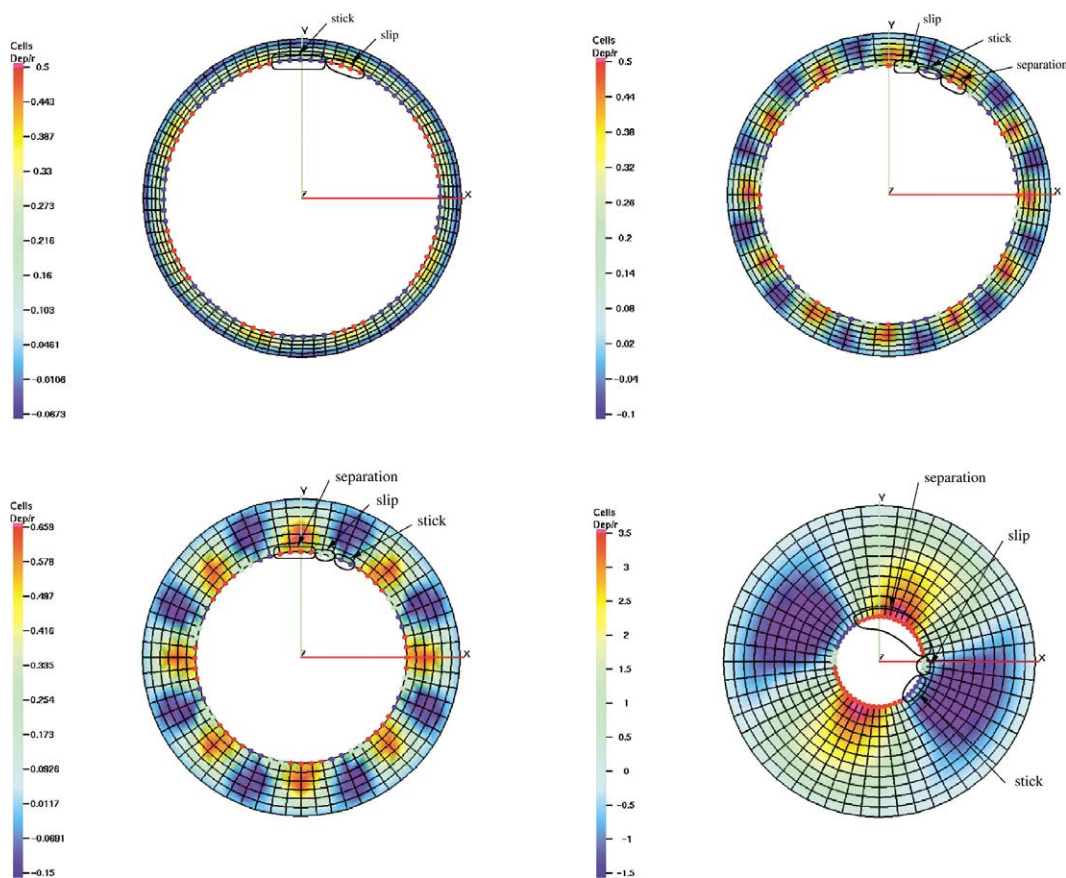 stick
slip
Y
Cells
Dep/r
0.5
0.443
0.387
0.33
0.273
0.216
0.16
0.103
0.0461
-0.0106
-0.0673
Z
X
slip
stick
separation
Y
Cells
Dep/r
0.5
0.44
0.38
0.32
0.26
0.2
0.14
0.08
0.02
-0.04
-0.1
Z
X
separation
slip
stick
Y
Cells
Dep/r
0.659
0.578
0.497
0.416
0.335
0.254
0.173
0.0926
0.0117
-0.0691
-0.15
Z
X
separation
slip
stick
Y
Cells
Dep/r
3.5
3
2.5
2
1.5
1
0.5
0
-0.5
-1
-1.5
Z
X